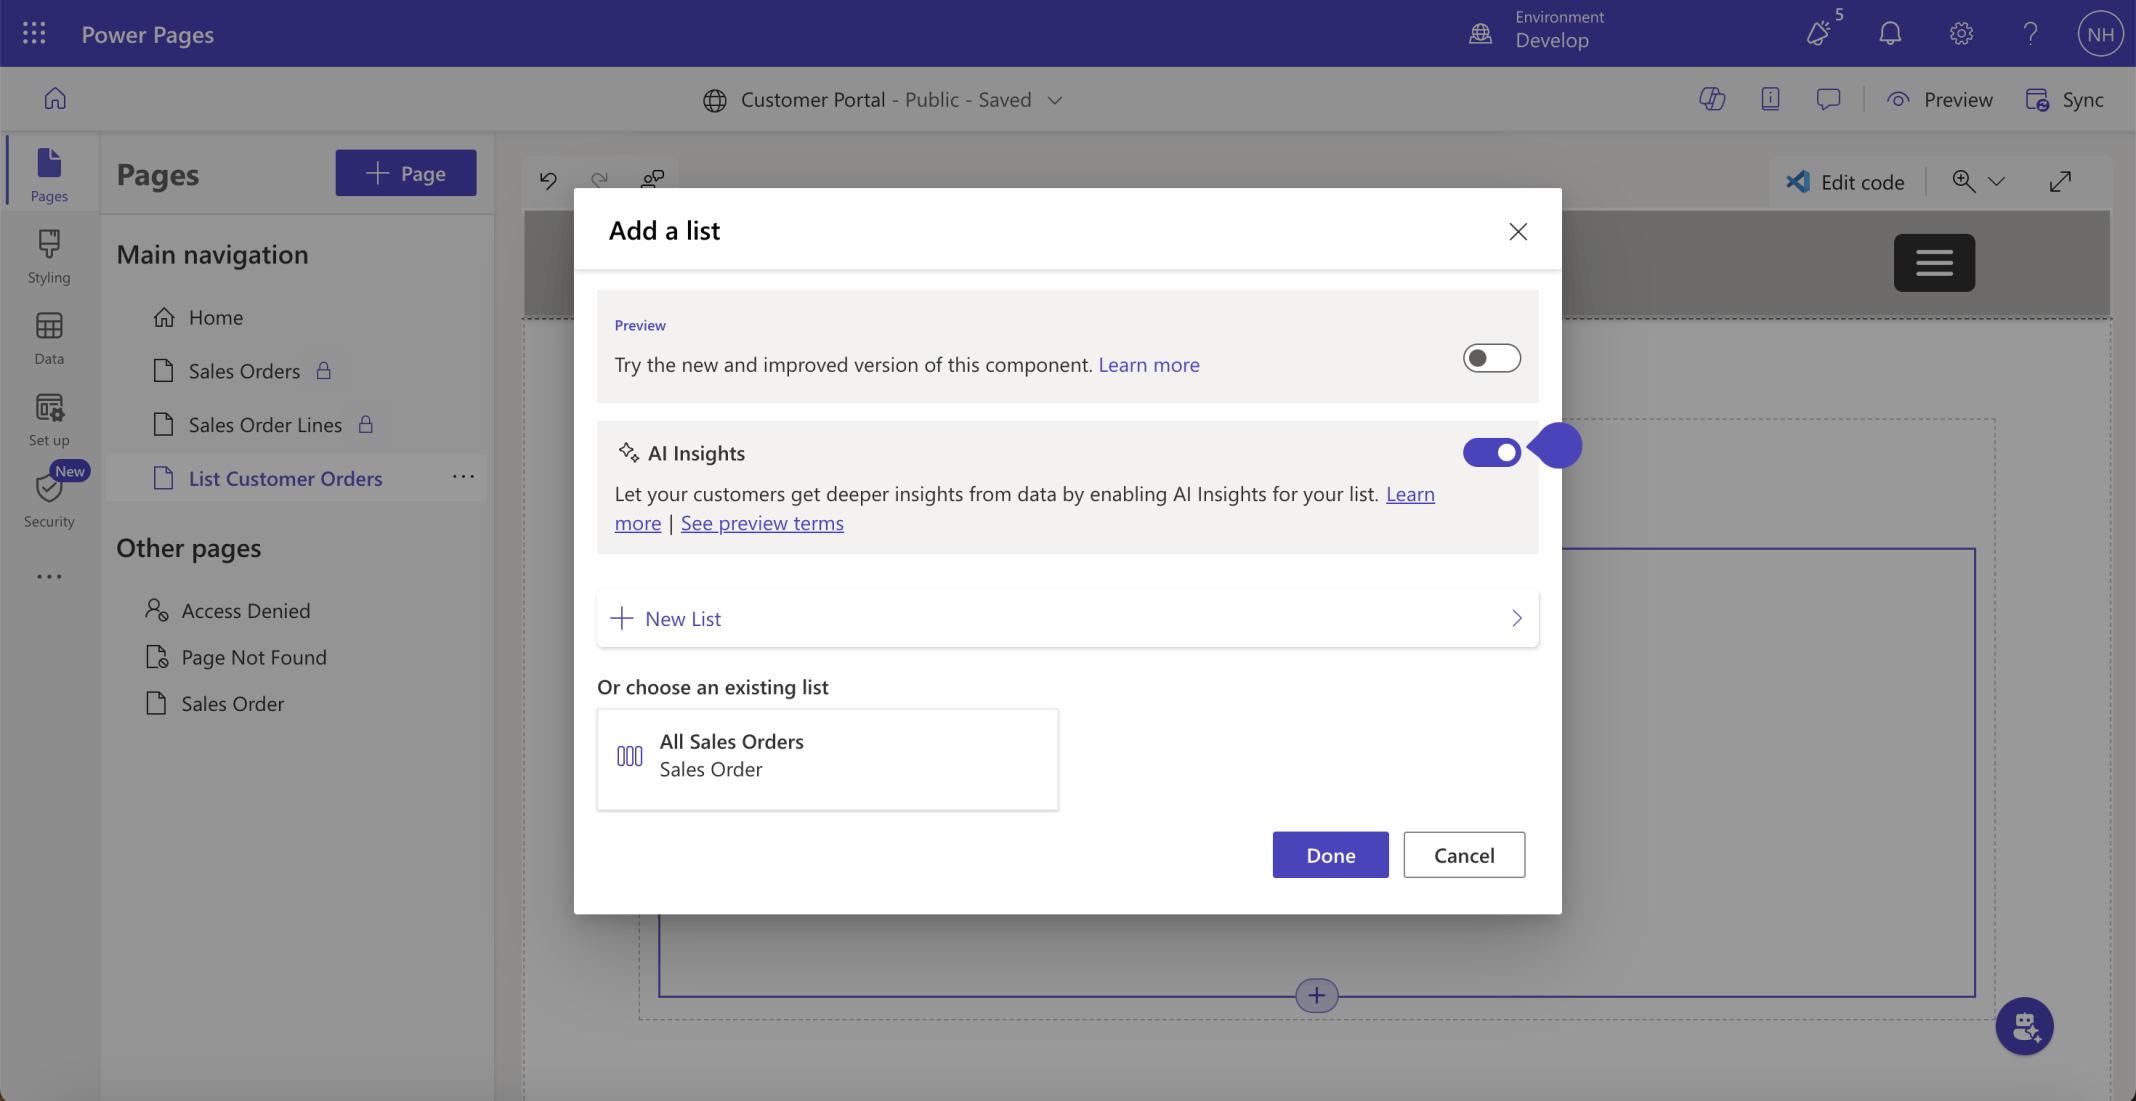 Power Pages
Environment
Develop
5
NH
Customer Portal - Public - Saved
Preview
Sync
Pages
Styling
Data
Set up
New
Security
Pages
Page
Main navigation
Home
Sales Orders
Sales Order Lines
List Customer Orders
Other pages
Access Denied
Page Not Found
Sales Order
Edit code
Add a list
Preview
Try the new and improved version of this component. Learn more
AI Insights
Let your customers get deeper insights from data by enabling AI Insights for your list. Learn
more | See preview terms
New List
Or choose an existing list
All Sales Orders
Sales Order
Done
Cancel